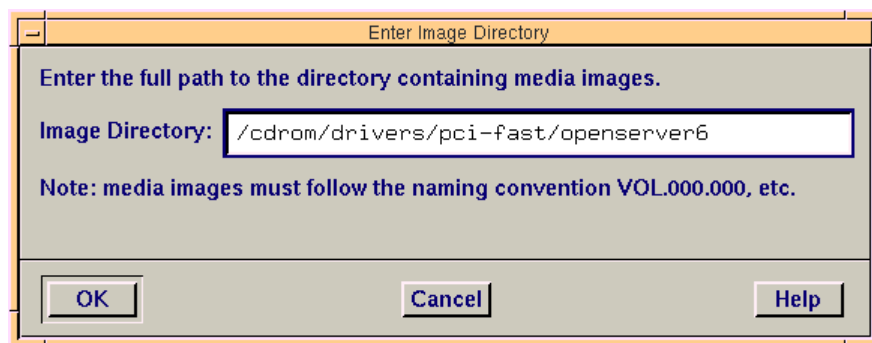 Enter Image Directory
Enter the full path to the directory containing media images.
Image Directory: /cdrom/drivers/pci-fast/openserver6
Note: media images must follow the naming convention VOL.000.000, etc.
OK Cancel Help